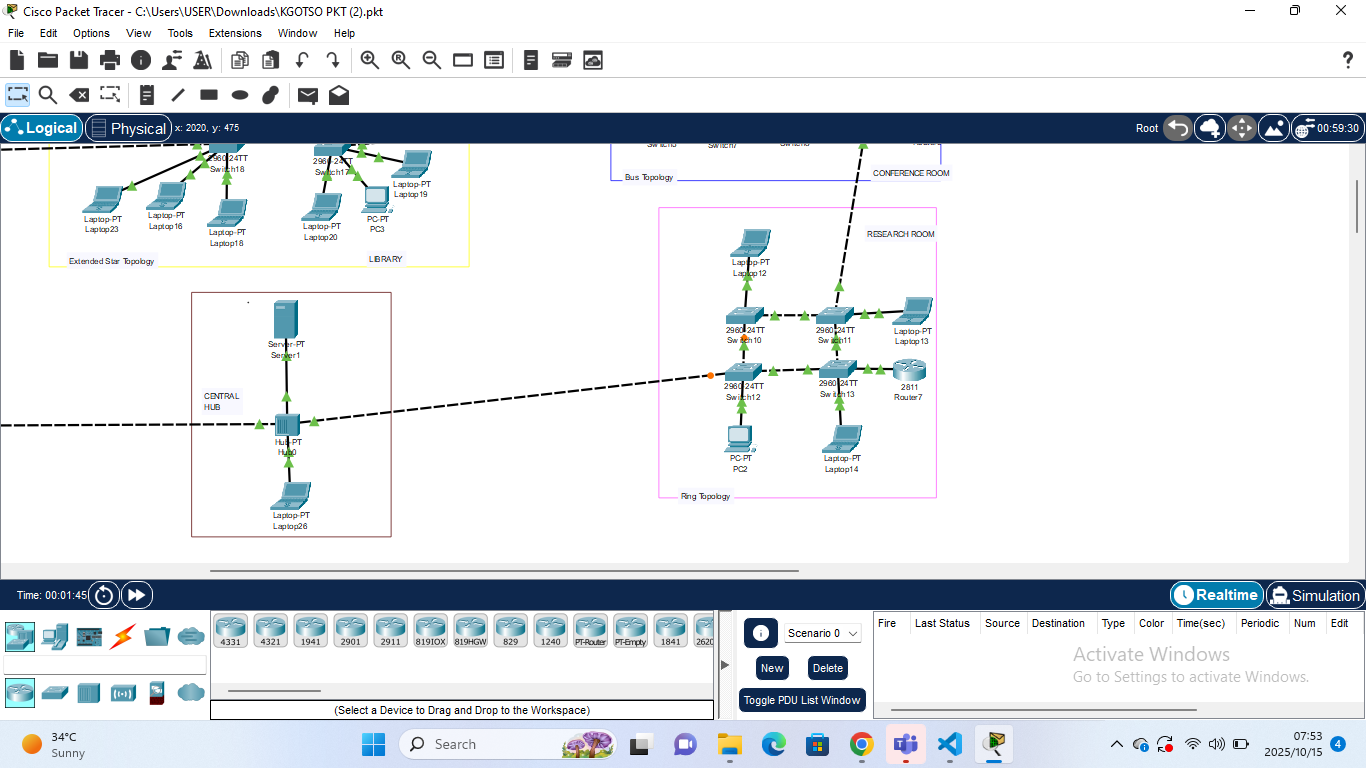 Cisco Packet Tracer - C:\Users\USER\Downloads\KGOTSO PKT (2).pkt
File Edit Options View Tools Extensions Window Help
Logical Physical x: 2020, y: 475 Root 00:59:30
2960-24TT
Switch18
2960-24TT
Switch17
Laptop-PT
Laptop19
Laptop-PT
Laptop23
Laptop-PT
Laptop16
Laptop-PT
Laptop18
Laptop-PT
Laptop20
PC-PT
PC3
Extended Star Topology
LIBRARY
Switch7
Bus Topology
CONFERENCE ROOM
RESEARCH ROOM
Laptop-PT
Laptop12
2960-24TT
Switch10
2960-24TT
Switch11
Laptop-PT
Laptop13
2960-24TT
Switch12
2960-24TT
Switch13
2811
Router7
PC-PT
PC2
Laptop-PT
Laptop14
Ring Topology
Server-PT
Server1
CENTRAL
HUB
Hub-PT
Hub0
Laptop-PT
Laptop26
Time: 00:01:45 Realtime Simulation
4331 4321 1941 2901 2911 819IOX 819HGW 829 1240 PT-Router PT-Empty 1841 2620
(Select a Device to Drag and Drop to the Workspace)
Scenario 0
New Delete
Toggle PDU List Window
Fire Last Status Source Destination Type Color Time(sec) Periodic Num Edit
Activate Windows
Go to Settings to activate Windows.
34°C
Sunny
Search
07:53
2025/10/15
4